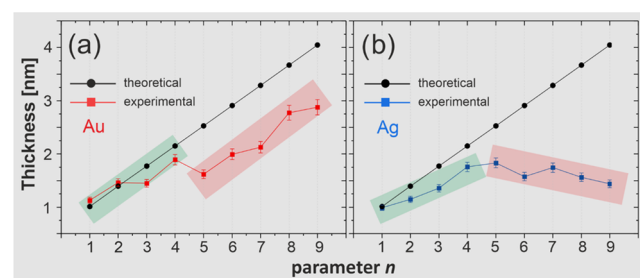 (a)
theoretical
experimental
Au
(b)
theoretical
experimental
Ag
Thickness [nm]
4
3
2
1
1 2 3 4 5 6 7 8 9
1 2 3 4 5 6 7 8 9
parameter n